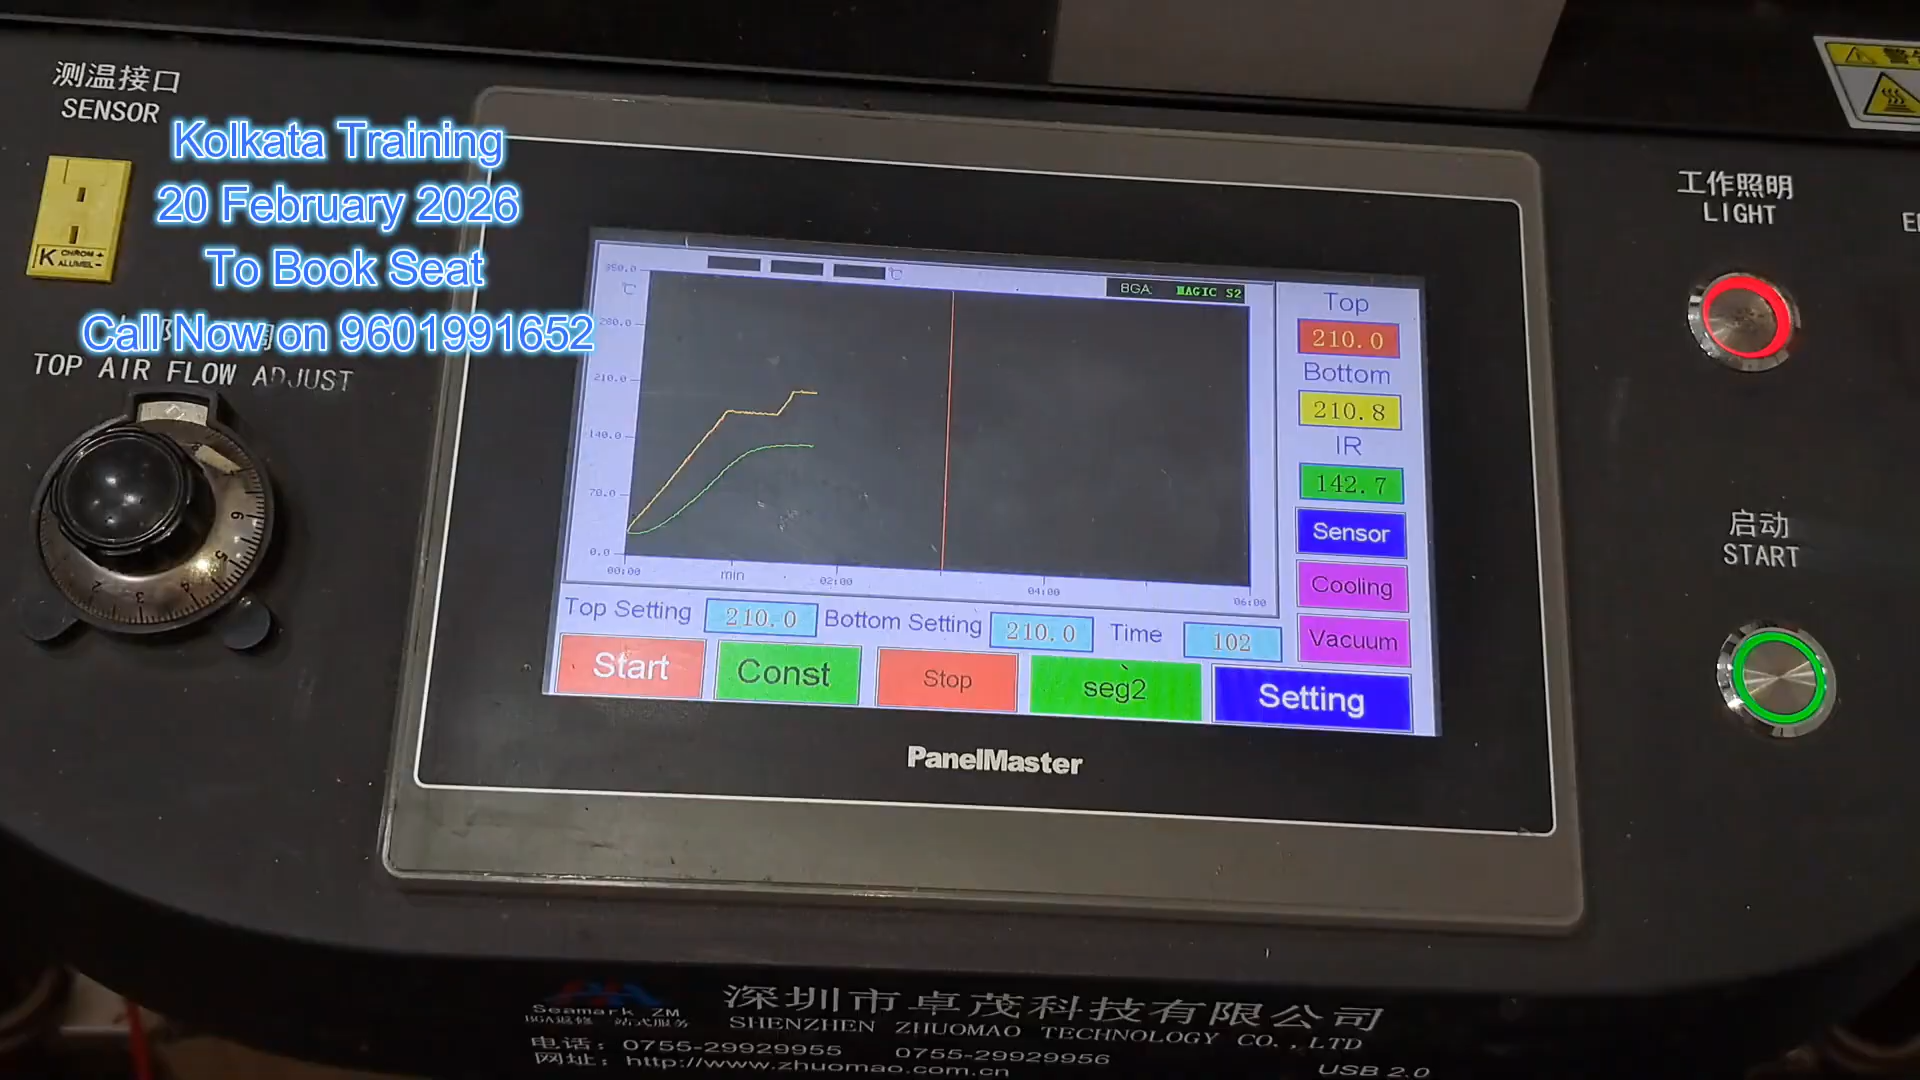 测温接口
SENSOR
Kolkata Training
20 February 2026
To Book Seat
Call Now on 9601991652
K CHROM +
ALUMEL -
TOP AIR FLOW ADJUST
工作照明
LIGHT
启动
START
350.0
℃
280.0
210.0
140.0
70.0
0.0
00:00
min
02:00
04:00
06:00
℃
BGA: MAGIC S2
Top
210.0
Bottom
210.8
IR
142.7
Sensor
Cooling
Vacuum
Top Setting 210.0 Bottom Setting 210.0 Time 102
Start Const Stop seg2 Setting
PanelMaster
Seamark ZM
BGA返修 一站式服务
深圳市卓茂科技有限公司
SHENZHEN ZHUOMAO TECHNOLOGY CO.,LTD
电话: 0755-29929955 0755-29929956
网址: http://www.zhuomao.com.cn
USB 2.0